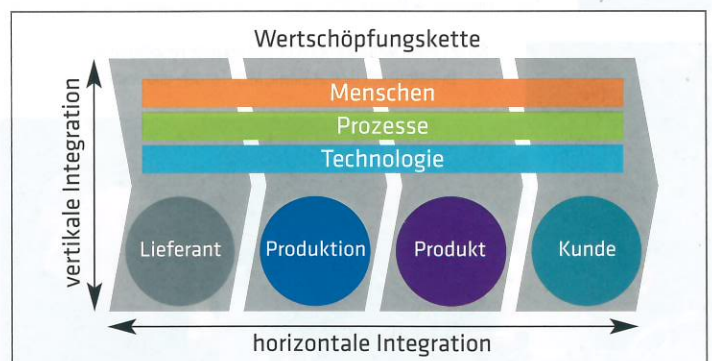 Wertschöpfungskette
vertikale Integration
Menschen
Prozesse
Technologie
Lieferant
Produktion
Produkt
Kunde
horizontale Integration